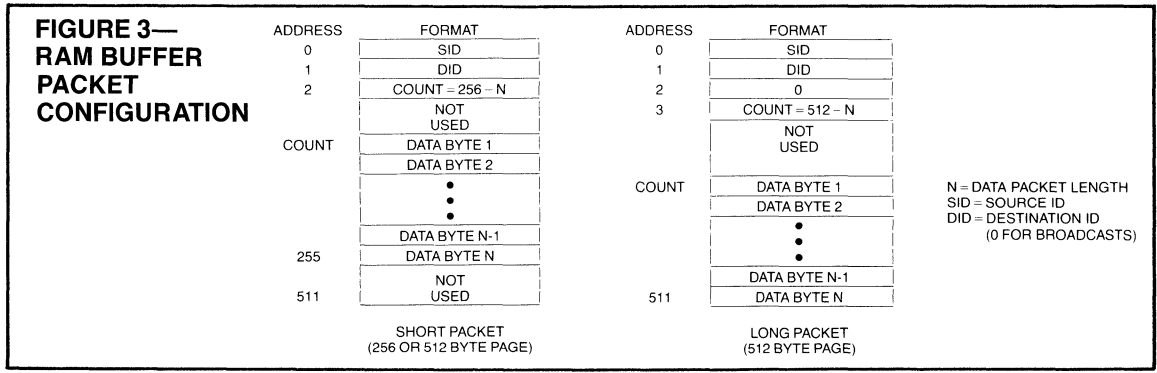 FIGURE 3—
RAM BUFFER
PACKET
CONFIGURATION
ADDRESS FORMAT
0 SID
1 DID
2 COUNT = 256 – N
NOT
USED
COUNT DATA BYTE 1
DATA BYTE 2
DATA BYTE N-1
255 DATA BYTE N
NOT
511 USED
SHORT PACKET
(256 OR 512 BYTE PAGE)
ADDRESS FORMAT
0 SID
1 DID
2 0
3 COUNT = 512 – N
NOT
USED
COUNT DATA BYTE 1
DATA BYTE 2
DATA BYTE N-1
511 DATA BYTE N
LONG PACKET
(512 BYTE PAGE)
N = DATA PACKET LENGTH
SID = SOURCE ID
DID = DESTINATION ID
(0 FOR BROADCASTS)